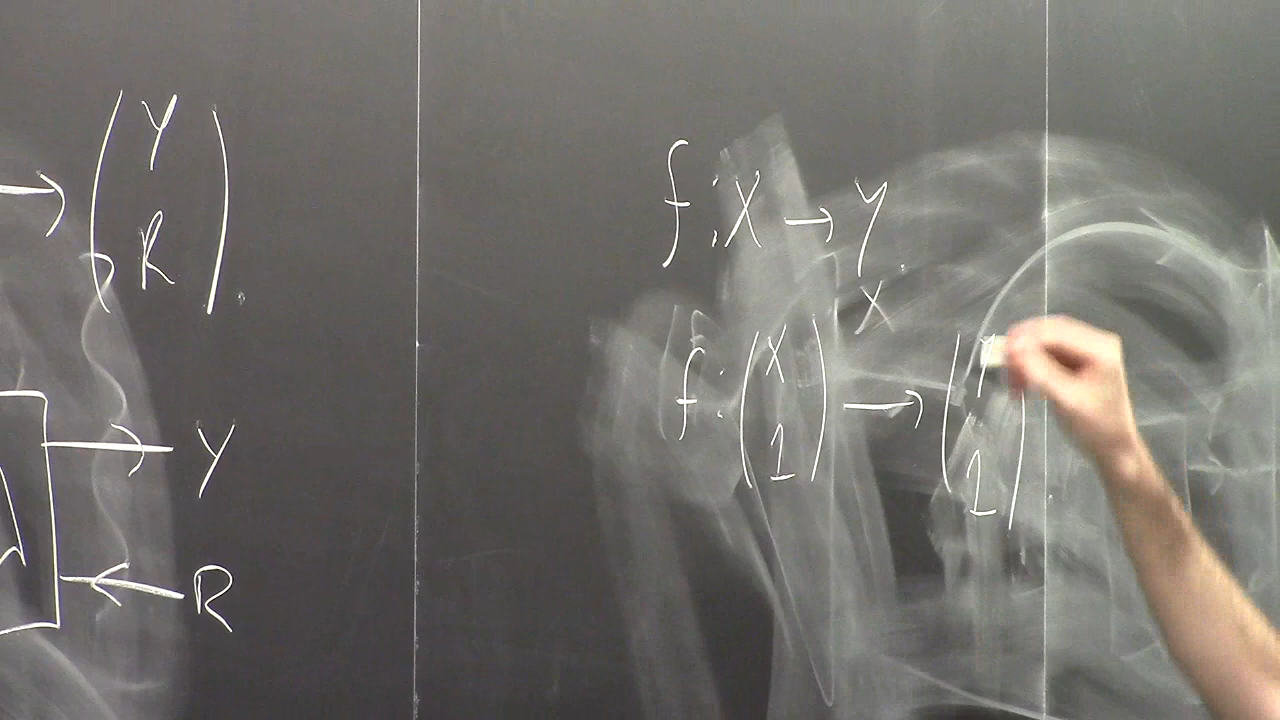 → ( Y
R ).
→ Y
← R
f : X → Y.
X
f : ( X
1 ) → ( Y
1 )